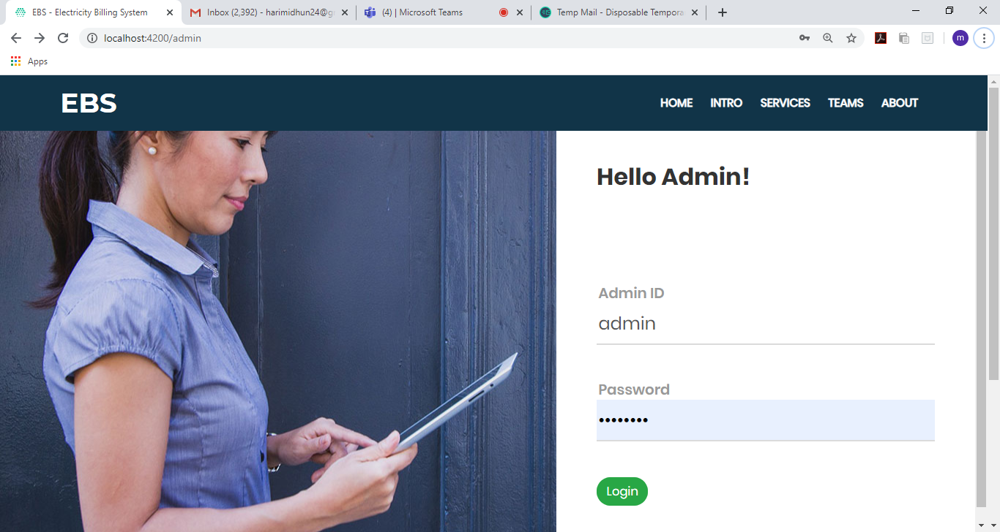 EBS - Electricity Billing System
Inbox (2,392) - harimidhun24@g
(4) | Microsoft Teams
Temp Mail - Disposable Tempora
localhost:4200/admin
m
Apps
EBS
HOME INTRO SERVICES TEAMS ABOUT
Hello Admin!
Admin ID
admin
Password
••••••••
Login